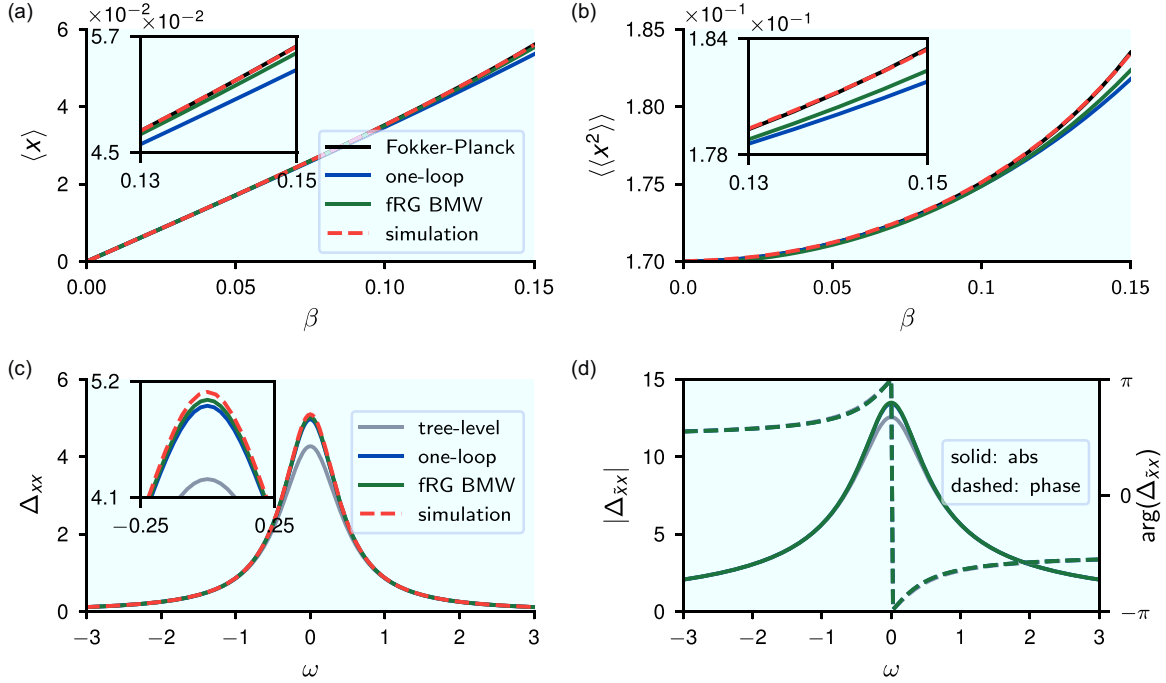 (a)
×10⁻²
×10⁻²
6
5.7
4
4.5
0.13
0.15
2
0
0.00
0.05
0.10
0.15
⟨x⟩
β
Fokker-Planck
one-loop
fRG BMW
simulation
(b)
×10⁻¹
×10⁻¹
1.85
1.84
1.80
1.78
0.13
0.15
1.75
1.70
0.0
0.05
0.1
0.15
⟨⟨x²⟩⟩
β
(c)
6
5.2
4
4.1
−0.25
0.25
2
0
−3
−2
−1
0
1
2
3
Δxx
ω
tree-level
one-loop
fRG BMW
simulation
(d)
15
10
5
0
−3
−2
−1
0
1
2
3
|Δx̃x|
ω
solid: abs
dashed: phase
π
0
−π
arg(Δx̃x)